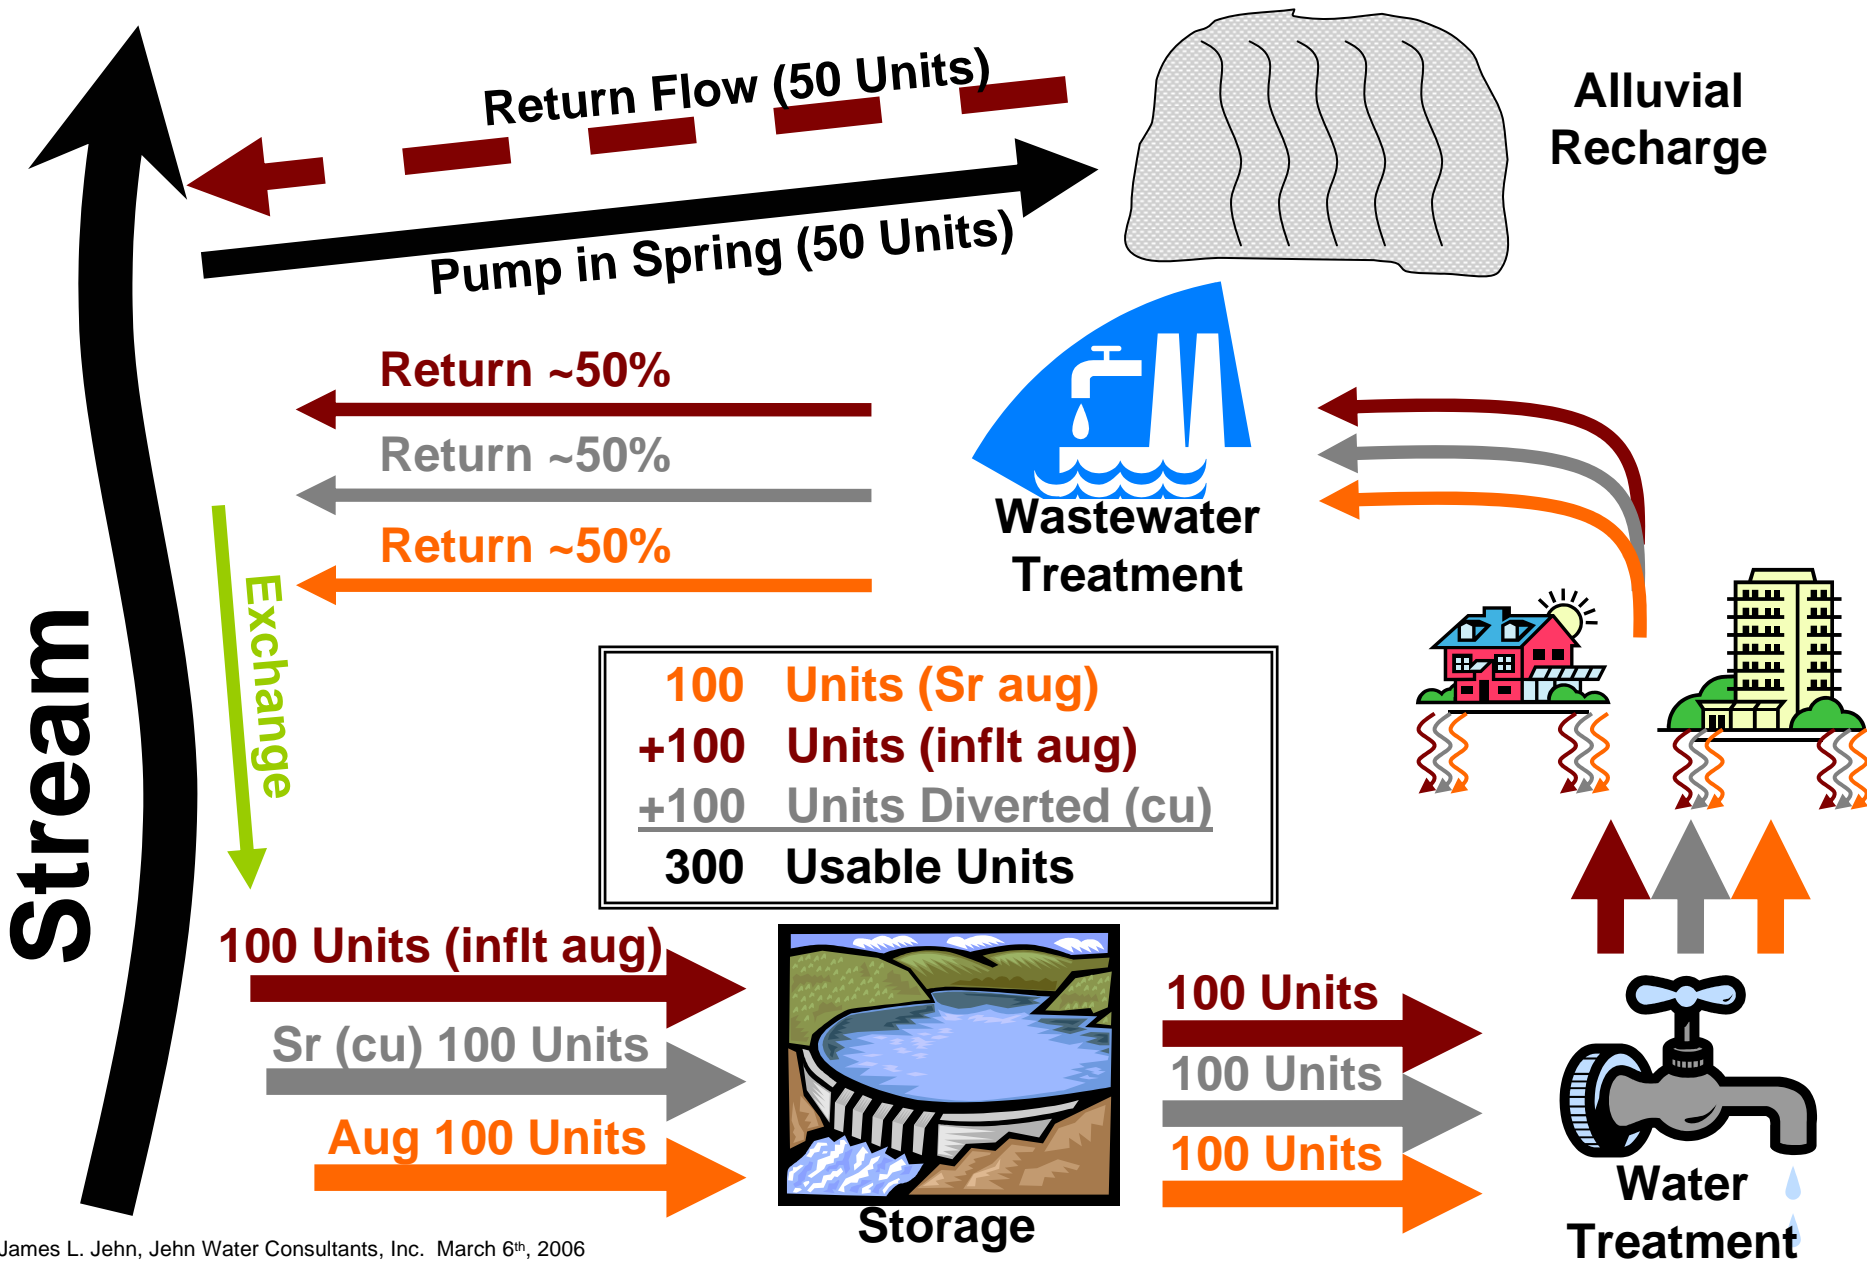 Return Flow (50 Units)
Pump in Spring (50 Units)
Alluvial
Recharge
Return ~50%
Return ~50%
Return ~50%
Wastewater
Treatment
Exchange
Stream
100 Units (Sr aug)
+100 Units (inflt aug)
+100 Units Diverted (cu)
300 Usable Units
100 Units (inflt aug)
Sr (cu) 100 Units
Aug 100 Units
Storage
100 Units
100 Units
100 Units
Water
Treatment
James L. Jehn, Jehn Water Consultants, Inc. March 6th, 2006